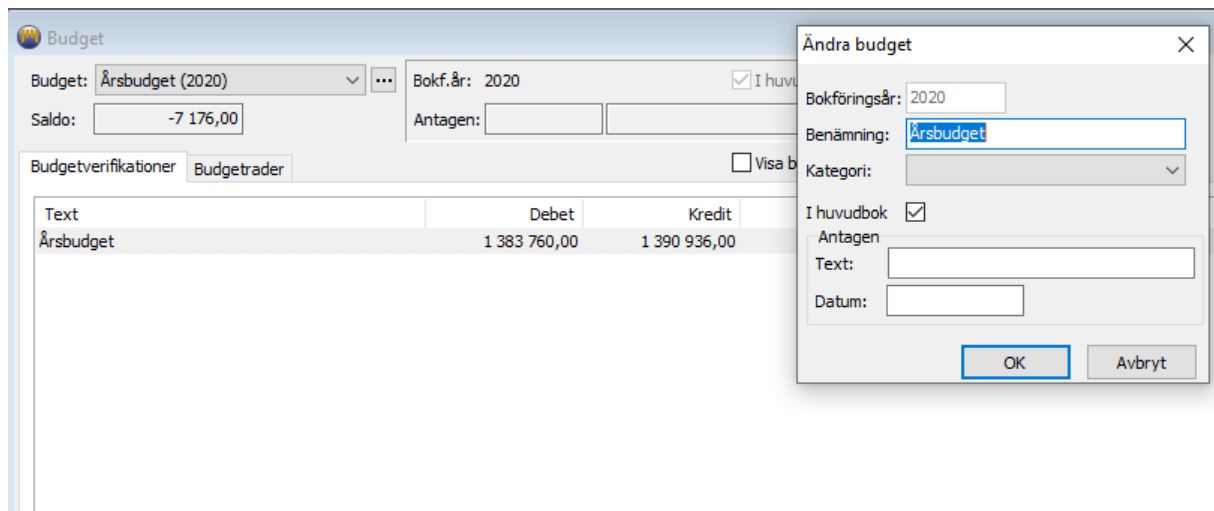 Budget
Budget: Årsbudget (2020) ... Bokf.år: 2020 I huvu
Saldo: -7 176,00 Antagen:
Budgetverifikationer Budgetrader Visa b
Text Debet Kredit
Årsbudget 1 383 760,00 1 390 936,00
Ändra budget
Bokföringsår: 2020
Benämning: Årsbudget
Kategori:
I huvudbok
Antagen
Text:
Datum:
OK Avbryt